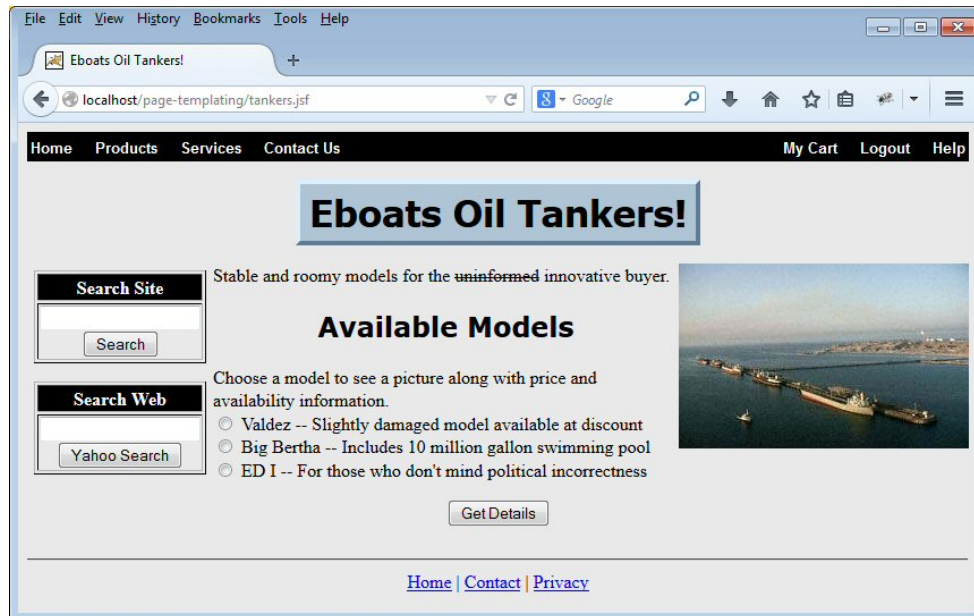 File Edit View History Bookmarks Tools Help
Eboats Oil Tankers!
localhost/page-templating/tankers.jsf
Google
Home Products Services Contact Us My Cart Logout Help
Eboats Oil Tankers!
Search Site
Search
Search Web
Yahoo Search
Stable and roomy models for the uninformed innovative buyer.
Available Models
Choose a model to see a picture along with price and
availability information.
Valdez -- Slightly damaged model available at discount
Big Bertha -- Includes 10 million gallon swimming pool
ED I -- For those who don't mind political incorrectness
Get Details
Home | Contact | Privacy